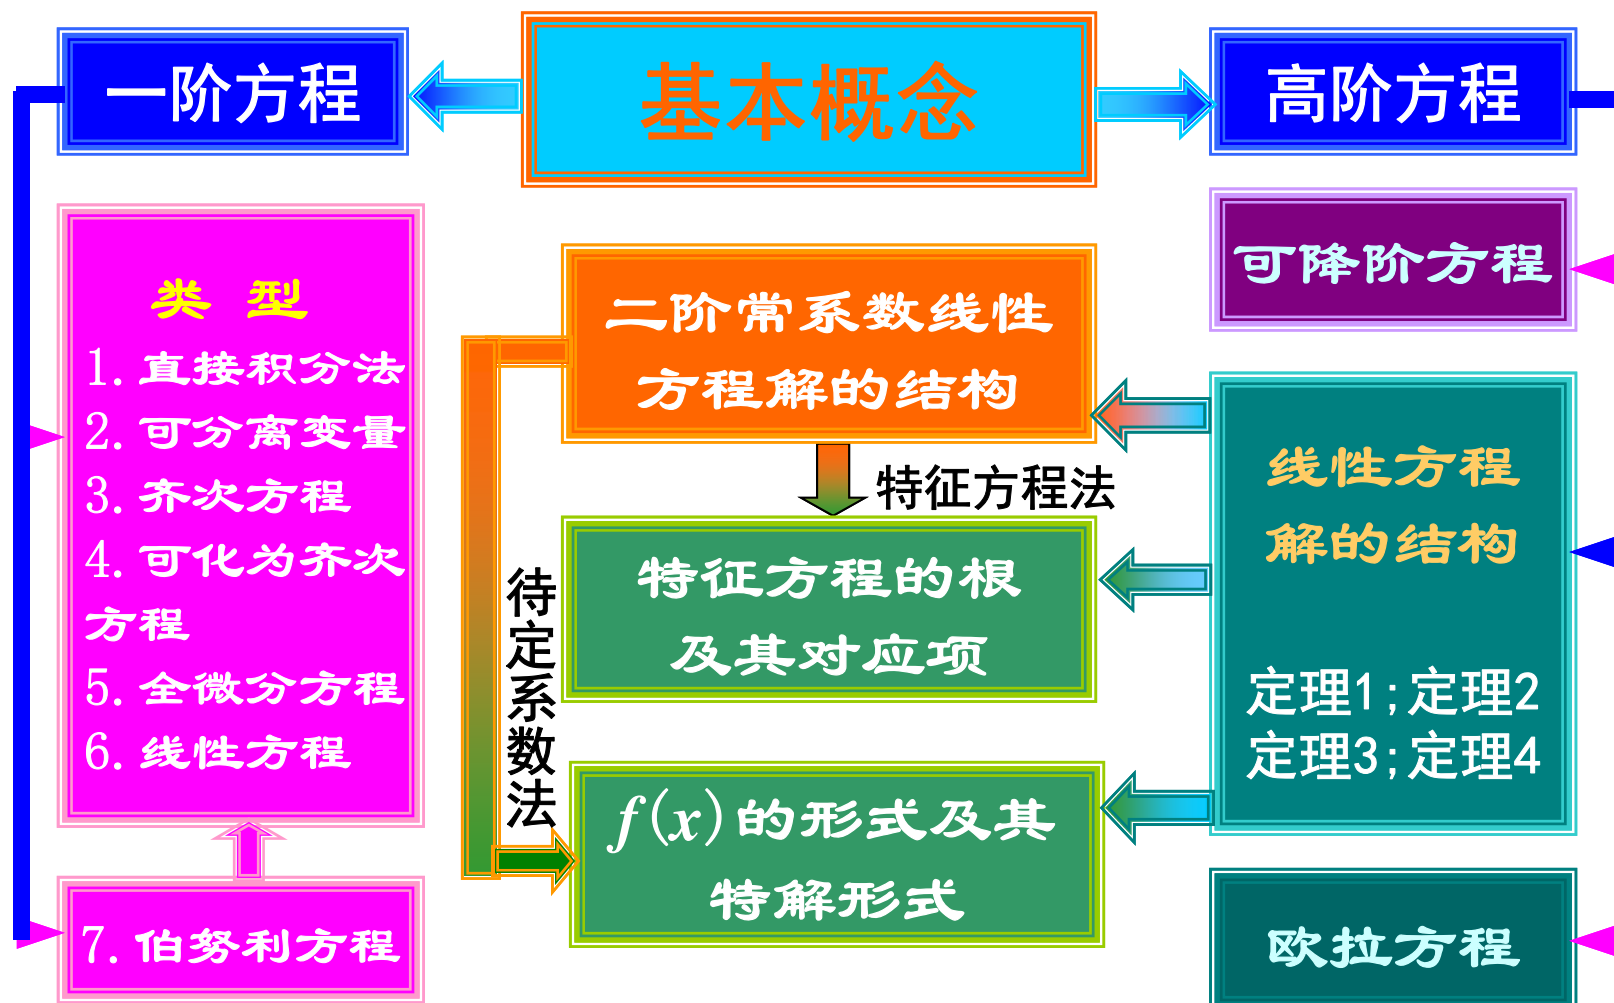 基本概念
一阶方程
类 型
1. 直接积分法
2. 可分离变量
3. 齐次方程
4. 可化为齐次
方程
5. 全微分方程
6. 线性方程
7. 伯努利方程
二阶常系数线性
方程解的结构
特征方程法
特征方程的根
及其对应项
待定系数法
f(x)的形式及其
特解形式
高阶方程
可降阶方程
线性方程
解的结构
定理1;定理2
定理3;定理4
欧拉方程